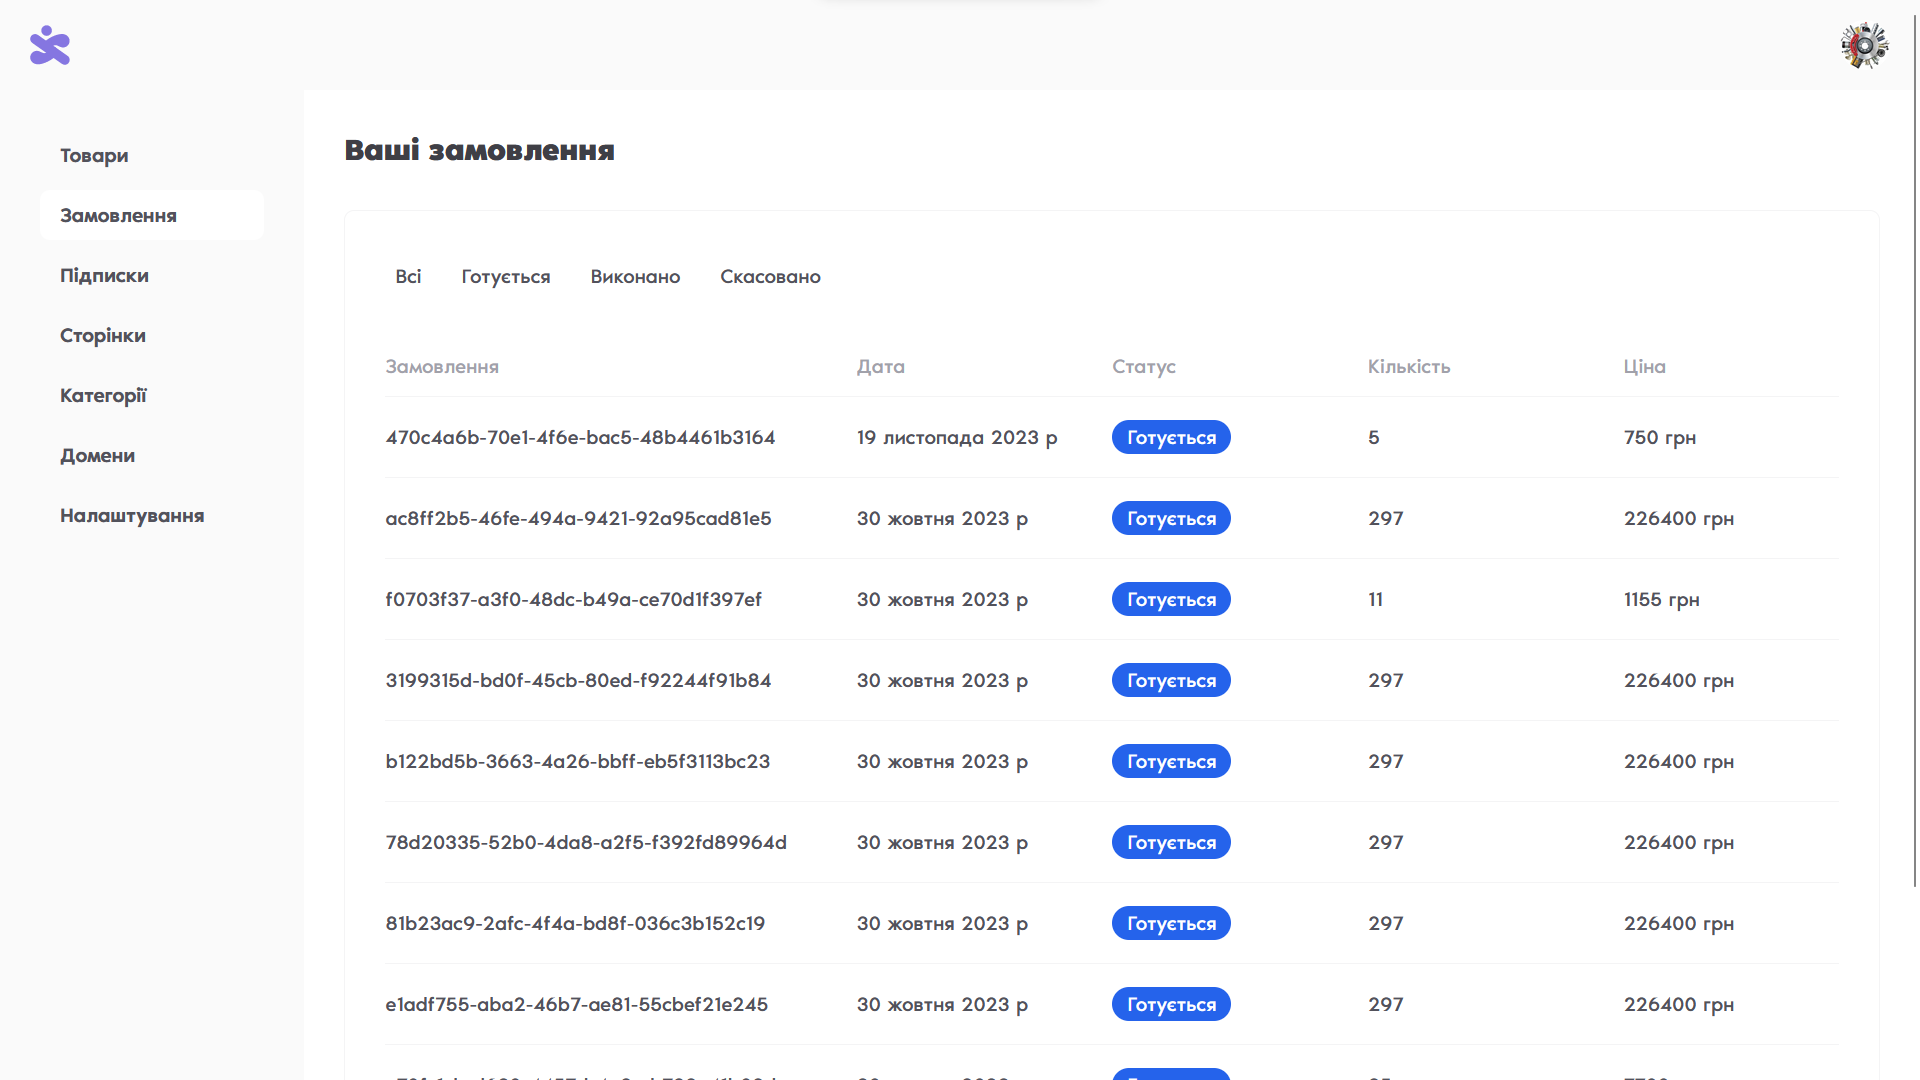 Ваші замовлення
Товари
Замовлення
Підписки
Сторінки
Категорії
Домени
Налаштування
Всі Готується Виконано Скасовано
Замовлення Дата Статус Кількість Ціна
470c4a6b-70e1-4f6e-bac5-48b4461b3164 19 листопада 2023 р Готується 5 750 грн
ac8ff2b5-46fe-494a-9421-92a95cad81e5 30 жовтня 2023 р Готується 297 226400 грн
f0703f37-a3f0-48dc-b49a-ce70d1f397ef 30 жовтня 2023 р Готується 11 1155 грн
3199315d-bd0f-45cb-80ed-f92244f91b84 30 жовтня 2023 р Готується 297 226400 грн
b122bd5b-3663-4a26-bbff-eb5f3113bc23 30 жовтня 2023 р Готується 297 226400 грн
78d20335-52b0-4da8-a2f5-f392fd89964d 30 жовтня 2023 р Готується 297 226400 грн
81b23ac9-2afc-4f4a-bd8f-036c3b152c19 30 жовтня 2023 р Готується 297 226400 грн
e1adf755-aba2-46b7-ae81-55cbef21e245 30 жовтня 2023 р Готується 297 226400 грн